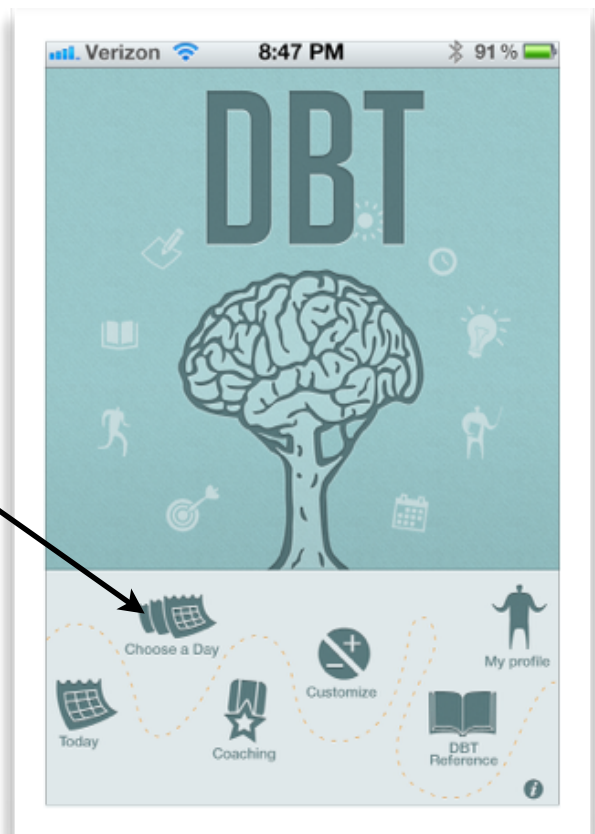 Verizon 8:47 PM 91 %
DBT
Choose a Day
My profile
Customize
Today
Coaching
DBT
Reference
i